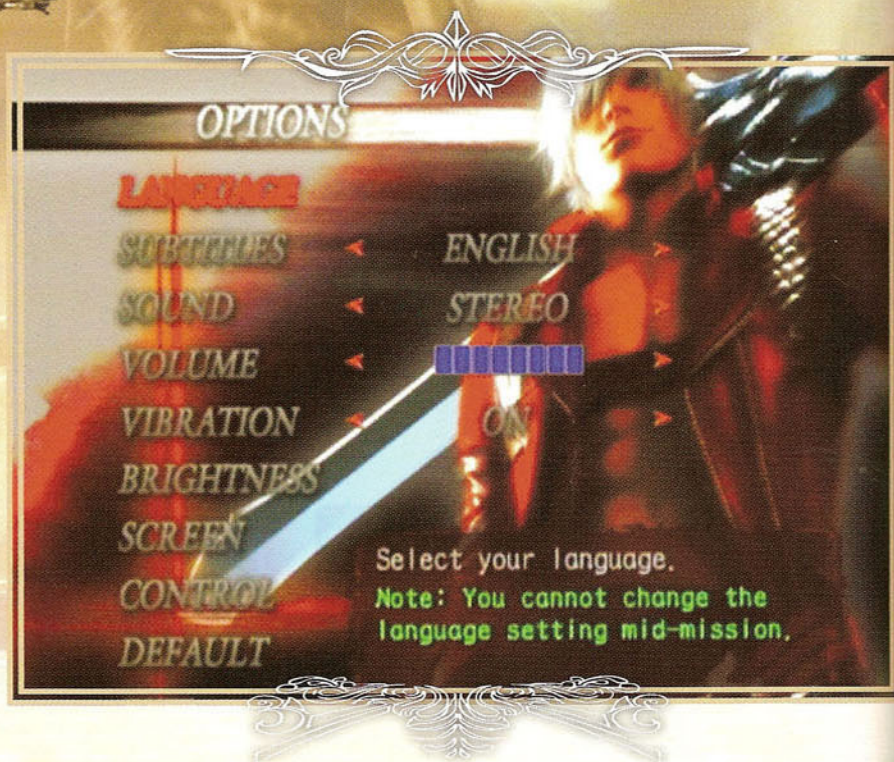 OPTIONS
LANGUAGE
SUBTITLES ENGLISH
SOUND STEREO
VOLUME
VIBRATION ON
BRIGHTNESS
SCREEN
CONTROL
DEFAULT
Select your language.
Note: You cannot change the
language setting mid-mission.